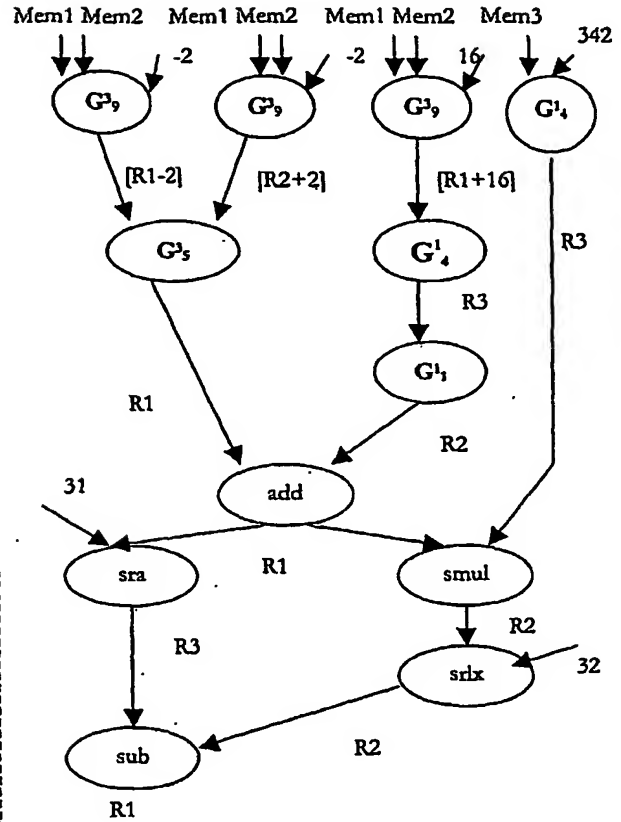 Mem1 Mem2 Mem1 Mem2 Mem1 Mem2 Mem3
-2 -2 16 342
G³₉ G³₉ G³₉ G¹₄
[R1-2] [R2+2] [R1+16]
G³₅ G¹₄ R3
R3
G¹₁
R1 R2
add
31
R1
sra smul
R3 R2
srlx 32
R2
sub
R1